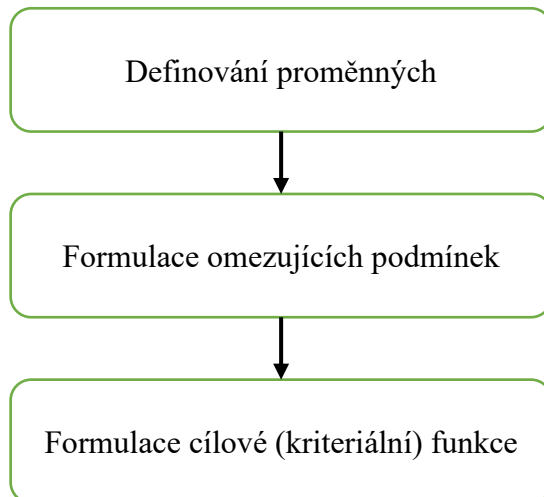 Definování proměnných
Formulace omezujících podmínek
Formulace cílové (kriteriální) funkce